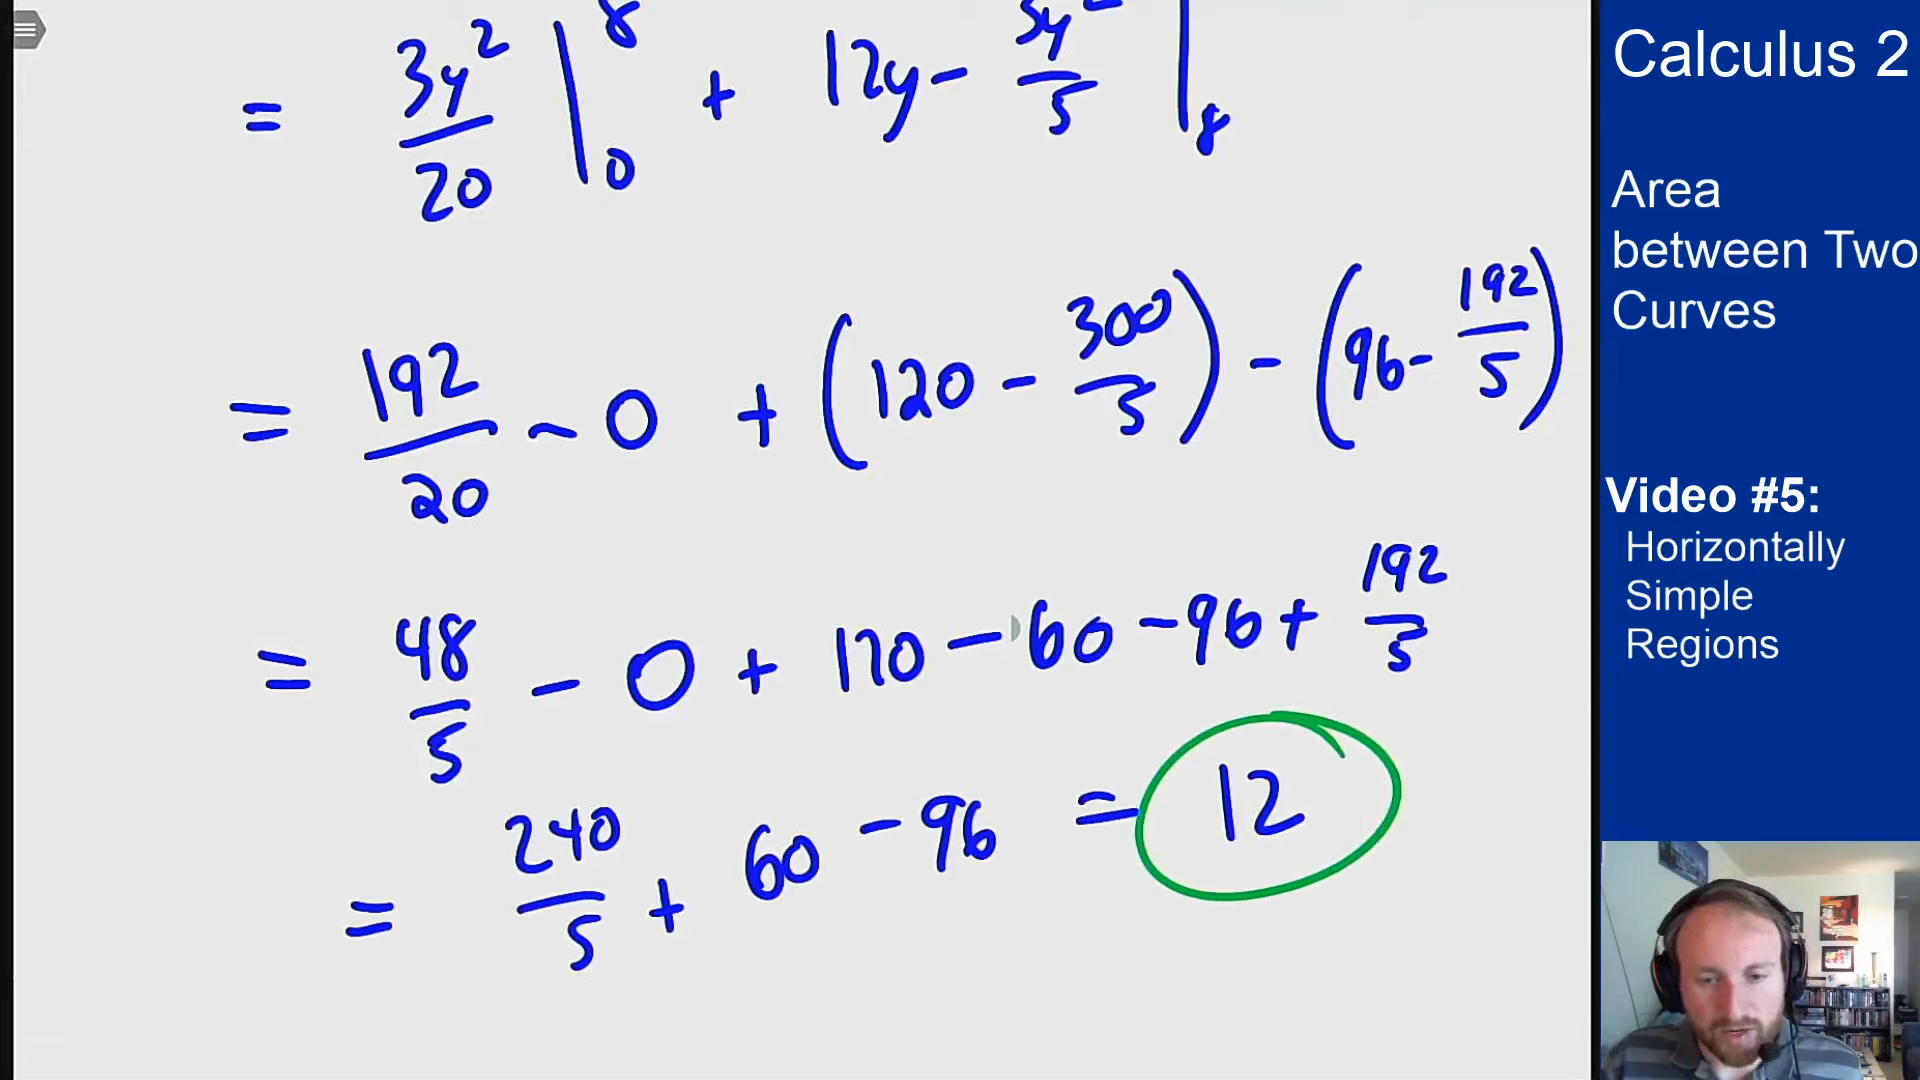 = 3y²/20 |₀⁸ + 12y - 3y²/5 |₈
= 192/20 - 0 + (120 - 300/5) - (96 - 192/5)
= 48/5 - 0 + 120 - 60 - 96 + 192/5
= 240/5 + 60 - 96 = 12
Calculus 2
Area
between Two
Curves
Video #5:
Horizontally
Simple
Regions